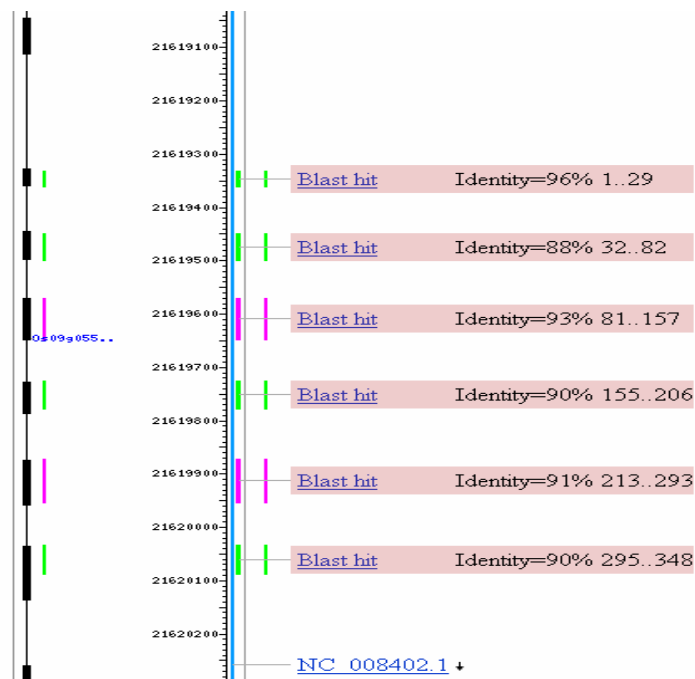 21619100
21619200
21619300
Blast hit Identity=96% 1..29
21619400
Blast hit Identity=88% 32..82
21619500
21619600
Blast hit Identity=93% 81..157
Os09g055..
21619700
Blast hit Identity=90% 155..206
21619800
21619900
Blast hit Identity=91% 213..293
21620000
Blast hit Identity=90% 295..348
21620100
21620200
NC_008402.1